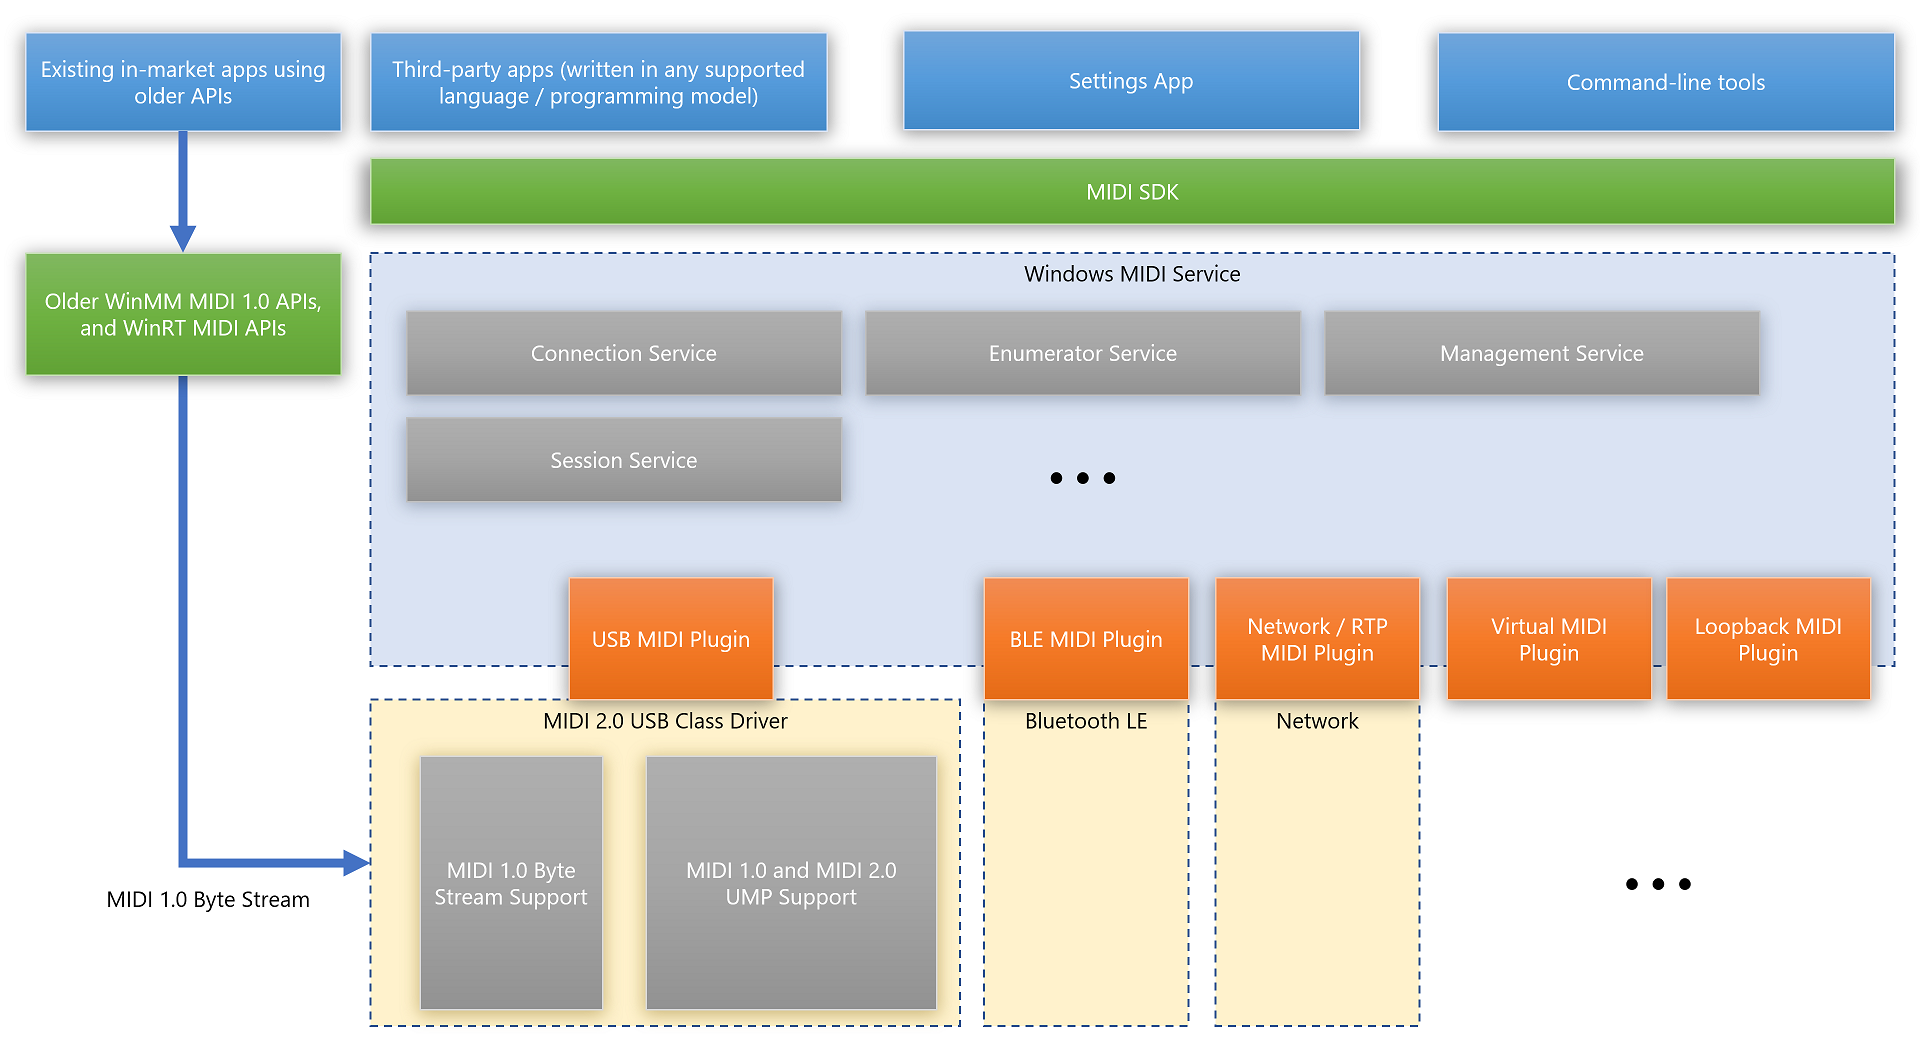 Existing in-market apps using
older APIs
Third-party apps (written in any supported
language / programming model)
Settings App
Command-line tools
MIDI SDK
Older WinMM MIDI 1.0 APIs,
and WinRT MIDI APIs
Windows MIDI Service
Connection Service
Enumerator Service
Management Service
Session Service
USB MIDI Plugin
BLE MIDI Plugin
Network / RTP
MIDI Plugin
Virtual MIDI
Plugin
Loopback MIDI
Plugin
MIDI 2.0 USB Class Driver
Bluetooth LE
Network
MIDI 1.0 Byte
Stream Support
MIDI 1.0 and MIDI 2.0
UMP Support
MIDI 1.0 Byte Stream